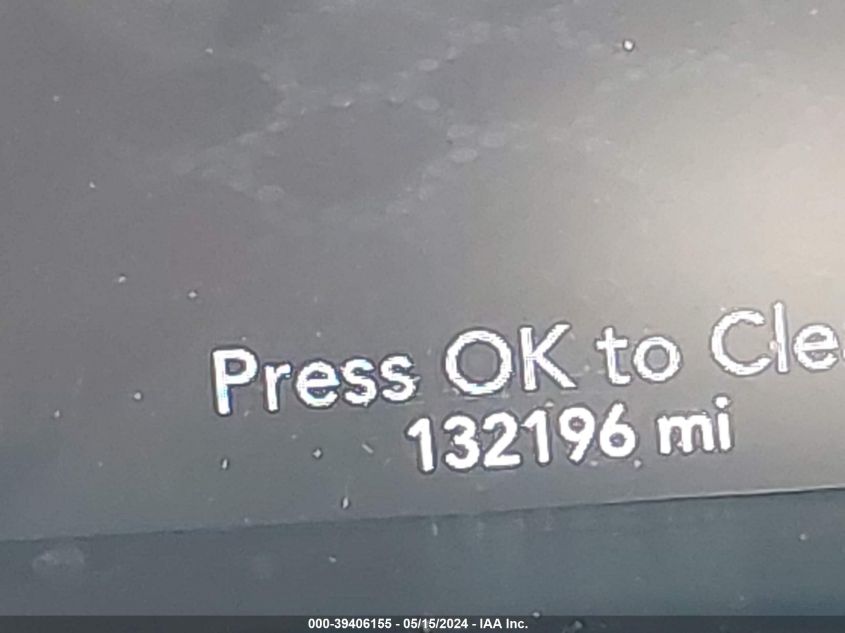 Press OK to Cle
132196 mi
000-39406155 - 05/15/2024 - IAA Inc.